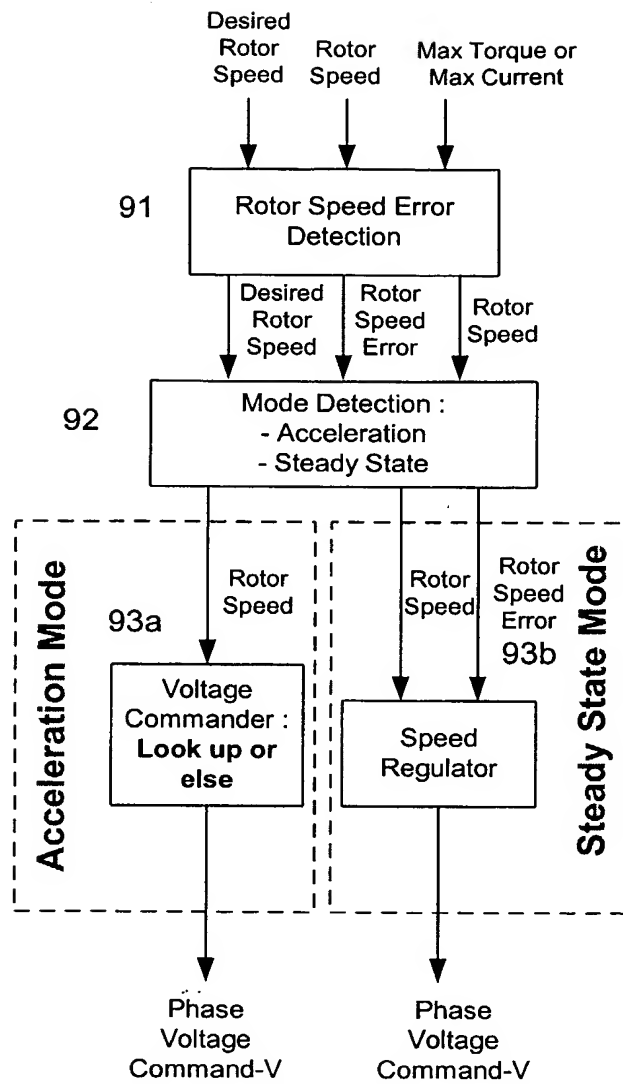 Desired
Rotor
Speed
Rotor
Speed
Max Torque or
Max Current
91
Rotor Speed Error
Detection
Desired
Rotor
Speed
Rotor
Speed
Error
Rotor
Speed
92
Mode Detection :
- Acceleration
- Steady State
Acceleration Mode
Rotor
Speed
93a
Voltage
Commander :
Look up or
else
Rotor
Speed
Rotor
Speed
Error
93b
Speed
Regulator
Steady State Mode
Phase
Voltage
Command-V
Phase
Voltage
Command-V